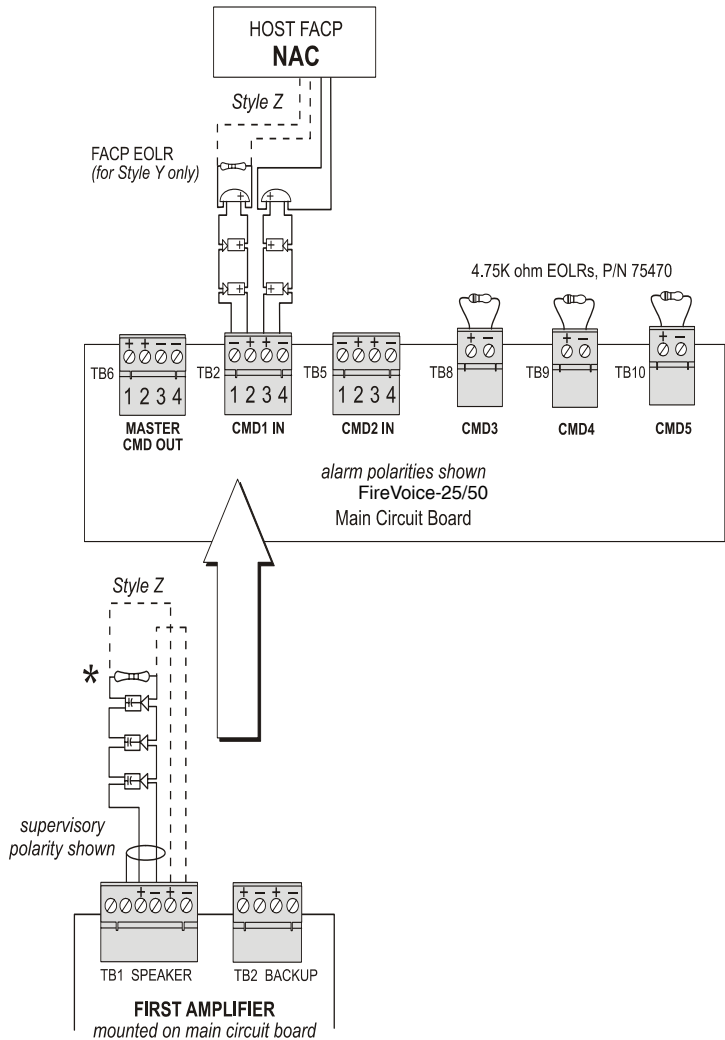 HOST FACP
NAC
Style Z
FACP EOLR
(for Style Y only)
4.75K ohm EOLRs, P/N 75470
+ + − −
− + + −
− + + −
+ −
+ −
+ −
TB6
TB2
TB5
TB8
TB9
TB10
1 2 3 4
1 2 3 4
1 2 3 4
MASTER
CMD OUT
CMD1 IN
CMD2 IN
CMD3
CMD4
CMD5
alarm polarities shown
FireVoice-25/50
Main Circuit Board
Style Z
*
supervisory
polarity shown
+ − + −
+ − + −
TB1 SPEAKER
TB2 BACKUP
FIRST AMPLIFIER
mounted on main circuit board